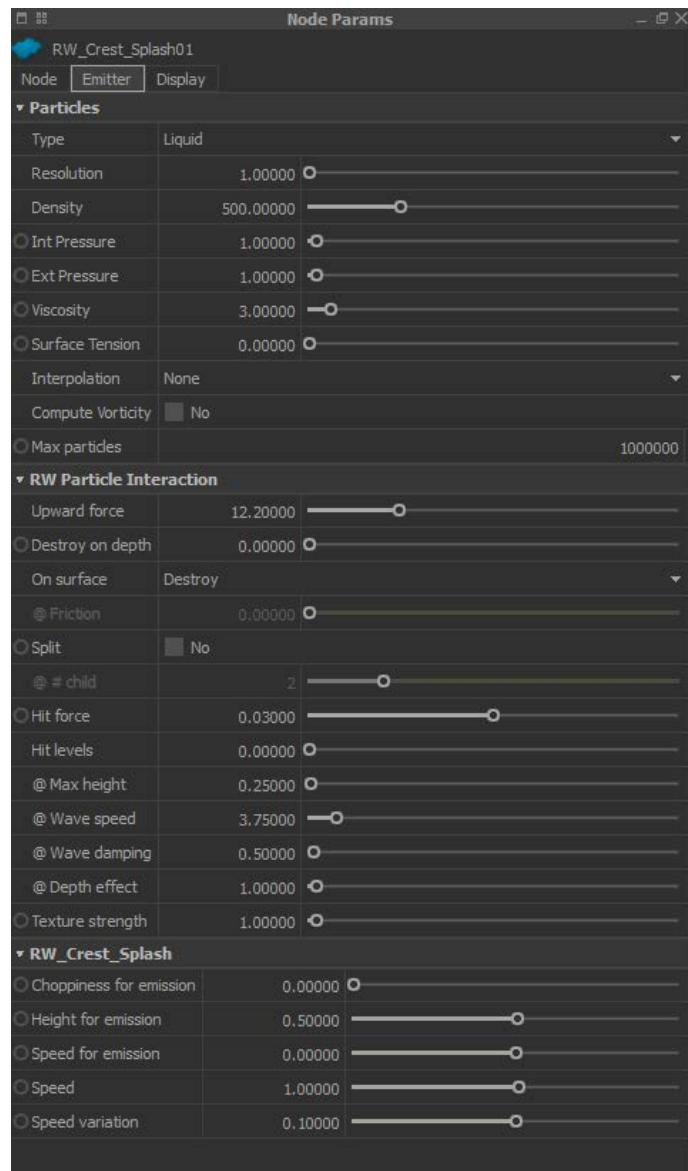 Node Params
RW_Crest_Splash01
Node Emitter Display
Particles
Type Liquid
Resolution 1.00000
Density 500.00000
Int Pressure 1.00000
Ext Pressure 1.00000
Viscosity 3.00000
Surface Tension 0.00000
Interpolation None
Compute Vorticity No
Max particles 1000000
RW Particle Interaction
Upward force 12.20000
Destroy on depth 0.00000
On surface Destroy
@ Friction 0.00000
Split No
@ # child 2
Hit force 0.03000
Hit levels 0.00000
@ Max height 0.25000
@ Wave speed 3.75000
@ Wave damping 0.50000
@ Depth effect 1.00000
Texture strength 1.00000
RW_Crest_Splash
Choppiness for emission 0.00000
Height for emission 0.50000
Speed for emission 0.00000
Speed 1.00000
Speed variation 0.10000